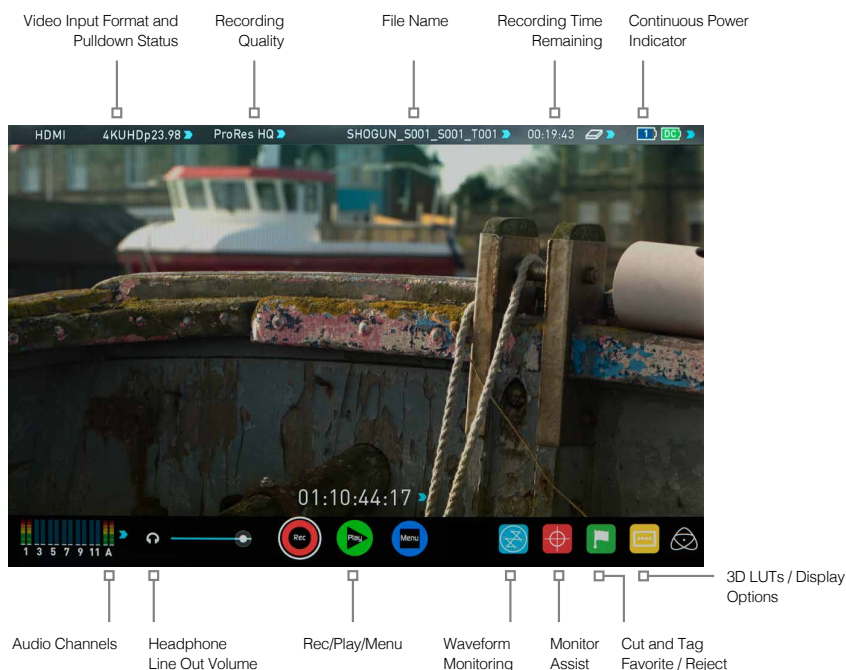 Video Input Format and
Pulldown Status
Recording
Quality
File Name
Recording Time
Remaining
Continuous Power
Indicator
HDMI 4KUHDp23.98 ProRes HQ SHOGUN_S001_S001_T001 00:19:43 1 DC
01:10:44:17
1 3 5 7 9 11 A
Rec Play Menu
3D LUTs / Display
Options
Audio Channels
Headphone
Line Out Volume
Rec/Play/Menu
Waveform
Monitoring
Monitor
Assist
Cut and Tag
Favorite / Reject